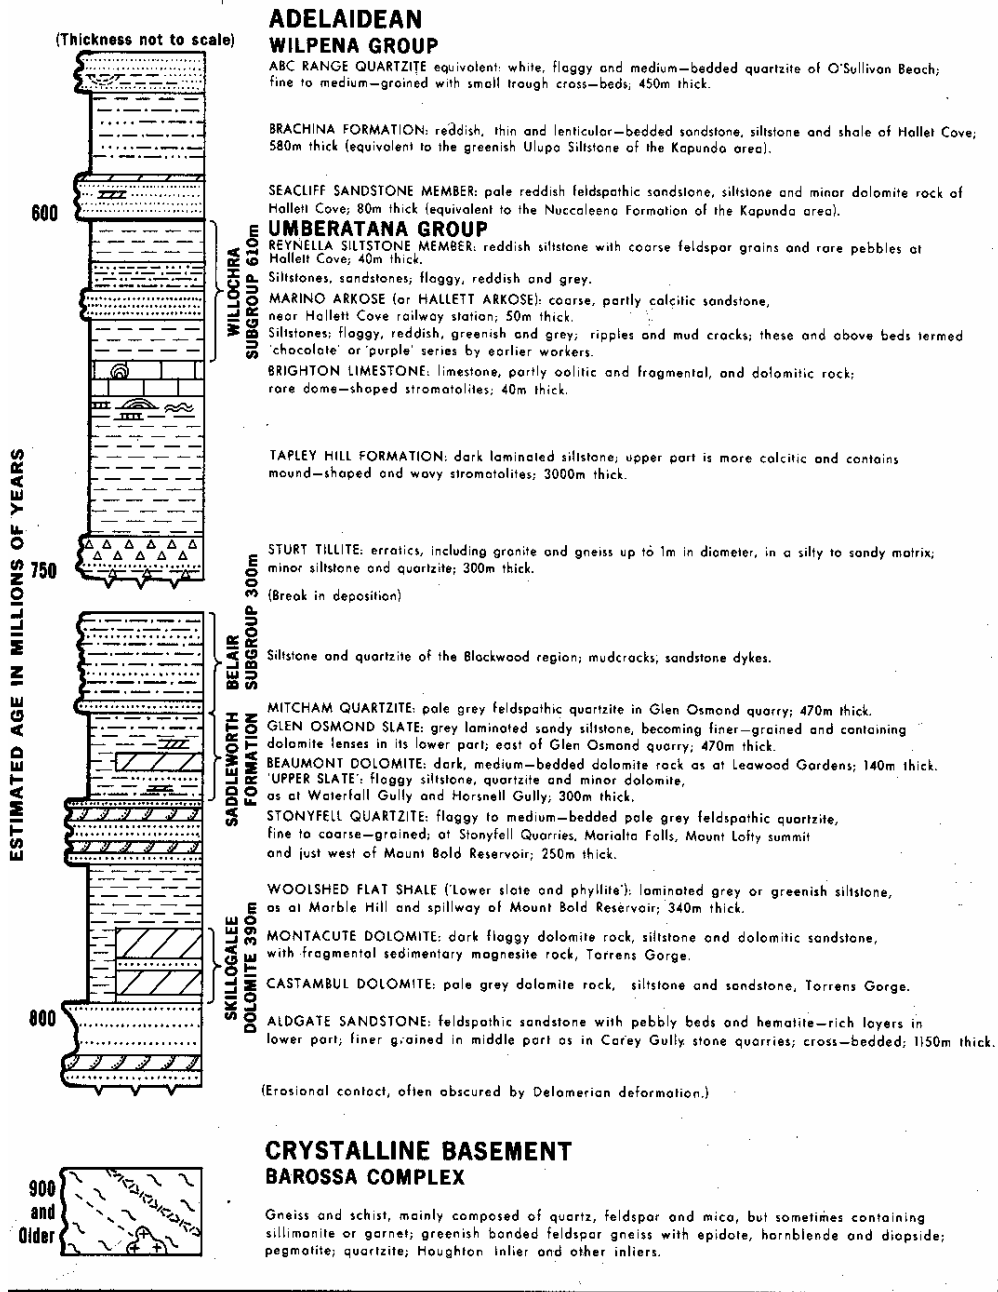 ADELAIDEAN
(Thickness not to scale)
WILPENA GROUP
ABC RANGE QUARTZITE equivalent: white, flaggy and medium-bedded quartzite of O'Sullivan Beach;
fine to medium-grained with small trough cross-beds; 450m thick.
BRACHINA FORMATION: reddish, thin and lenticular-bedded sandstone, siltstone and shale of Hallet Cove;
580m thick (equivalent to the greenish Ulupa Siltstone of the Kapunda area).
SEACLIFF SANDSTONE MEMBER: pale reddish feldspathic sandstone, siltstone and minor dolomite rock of
Hallett Cove; 80m thick (equivalent to the Nuccaleena Formation of the Kapunda area).
600
UMBERATANA GROUP
REYNELLA SILTSTONE MEMBER: reddish siltstone with coarse feldspar grains and rare pebbles at
Hallett Cove; 40m thick.
Siltstones, sandstones; flaggy, reddish and grey.
MARINO ARKOSE (or HALLETT ARKOSE): coarse, partly calcitic sandstone,
near Hallett Cove railway station; 50m thick.
Siltstones; flaggy, reddish, greenish and grey; ripples and mud cracks; these and above beds termed
'chocolate' or 'purple' series by earlier workers.
WILLOCHRA
SUBGROUP 610m
BRIGHTON LIMESTONE: limestone, partly oolitic and fragmental, and dolomitic rock;
rare dome-shaped stromatolites; 40m thick.
TAPLEY HILL FORMATION: dark laminated siltstone; upper part is more calcitic and contains
mound-shaped and wavy stromatolites; 3000m thick.
ESTIMATED AGE IN MILLIONS OF YEARS
STURT TILLITE: erratics, including granite and gneiss up to 1m in diameter, in a silty to sandy matrix;
minor siltstone and quartzite; 300m thick.
750
(Break in deposition)
BELAIR
SUBGROUP 300m
Siltstone and quartzite of the Blackwood region; mudcracks; sandstone dykes.
MITCHAM QUARTZITE: pale grey feldspathic quartzite in Glen Osmond quarry; 470m thick.
GLEN OSMOND SLATE: grey laminated sandy siltstone, becoming finer-grained and containing
dolomite lenses in its lower part; east of Glen Osmond quarry; 470m thick.
BEAUMONT DOLOMITE: dark, medium-bedded dolomite rock as at Leawood Gardens; 140m thick.
'UPPER SLATE': flaggy siltstone, quartzite and minor dolomite,
as at Waterfall Gully and Horsnell Gully; 300m thick.
SADDLEWORTH
FORMATION
STONYFELL QUARTZITE: flaggy to medium-bedded pale grey feldspathic quartzite,
fine to coarse-grained; at Stonyfell Quarries, Morialta Falls, Mount Lofty summit
and just west of Mount Bold Reservoir; 250m thick.
WOOLSHED FLAT SHALE ('Lower slate and phyllite'): laminated grey or greenish siltstone,
as at Marble Hill and spillway of Mount Bold Reservoir; 340m thick.
MONTACUTE DOLOMITE: dark flaggy dolomite rock, siltstone and dolomitic sandstone,
with fragmental sedimentary magnesite rock, Torrens Gorge.
CASTAMBUL DOLOMITE: pale grey dolomite rock, siltstone and sandstone, Torrens Gorge.
SKILLOGALEE
DOLOMITE 390m
800
ALDGATE SANDSTONE: feldspathic sandstone with pebbly beds and hematite-rich layers in
lower part; finer grained in middle part as in Carey Gully stone quarries; cross-bedded; 1150m thick.
(Erosional contact, often obscured by Delamerian deformation.)
CRYSTALLINE BASEMENT
BAROSSA COMPLEX
900
and
Older
Gneiss and schist, mainly composed of quartz, feldspar and mica, but sometimes containing
sillimanite or garnet; greenish banded feldspar gneiss with epidote, hornblende and diopside;
pegmatite; quartzite; Houghton Inlier and other inliers.